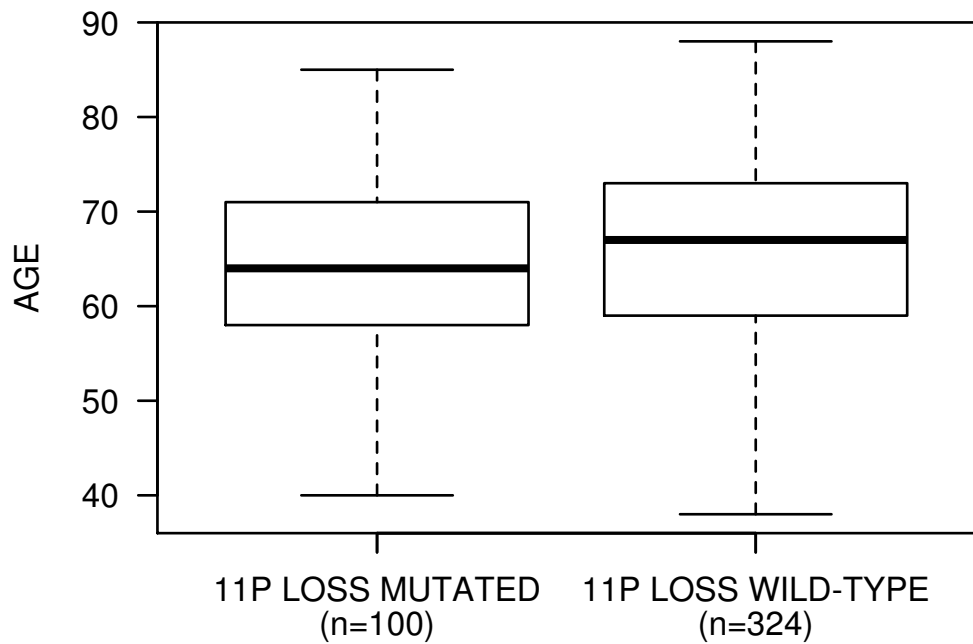 90
80
70
60
50
40
AGE
11P LOSS MUTATED
(n=100)
11P LOSS WILD-TYPE
(n=324)